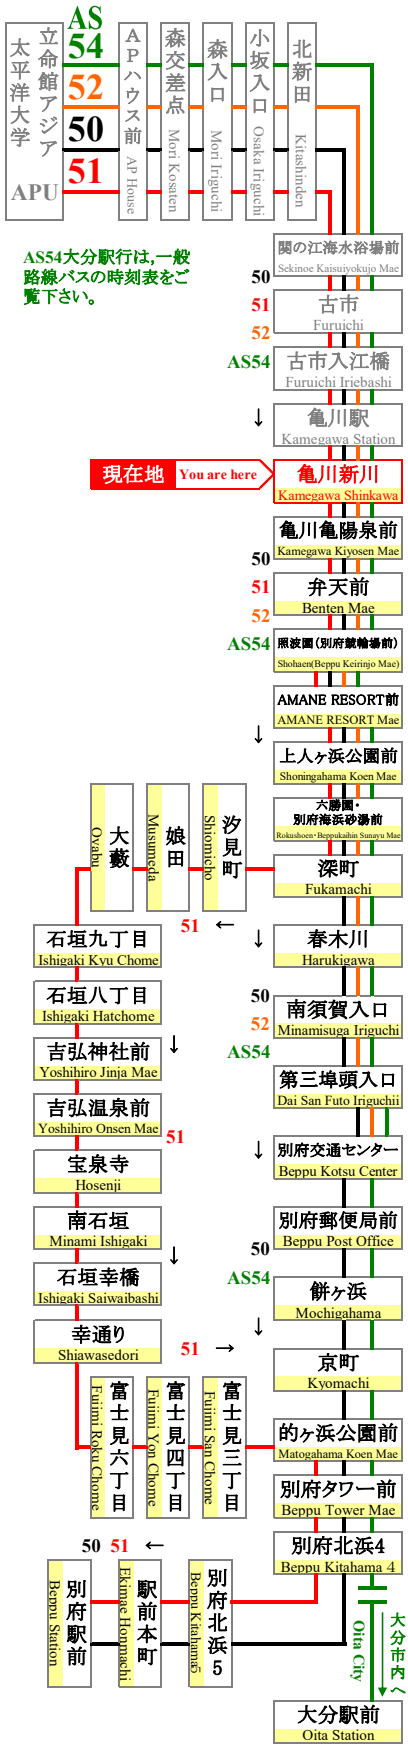 AS
54
52
50
51
立命館アジア
太平洋大学
APU
APハウス前
AP House
森交差点
Mori Kosaten
森入口
Mori Iriguchi
小坂入口
Osaka Iriguchi
北新田
Kitashinden
AS54大分駅行は,一般
路線バスの時刻表をご
覧下さい。
関の江海水浴場前
Sekinoe Kaisuiyokujo Mae
50
51
52
AS54
↓
古市
Furuichi
古市入江橋
Furuichi Iriebashi
亀川駅
Kamegawa Station
現在地 You are here
亀川新川
Kamegawa Shinkawa
亀川亀陽泉前
Kamegawa Kiyosen Mae
50
51
52
AS54
↓
弁天前
Benten Mae
照波園(別府競輪場前)
Shohaen(Beppu Keirinjo Mae)
AMANE RESORT前
AMANE RESORT Mae
上人ヶ浜公園前
Shoningahama Koen Mae
六勝園・
別府海浜砂湯前
Rokushoen・Beppukaihin Sunayu Mae
深町
Fukamachi
汐見町
Shiomicho
娘田
Musumeda
大藪
Oyabu
51 ←
↓
石垣九丁目
Ishigaki Kyu Chome
石垣八丁目
Ishigaki Hatchome
吉弘神社前
Yoshihiro Jinja Mae
↓
吉弘温泉前
Yoshihiro Onsen Mae
51
宝泉寺
Hosenji
南石垣
Minami Ishigaki
↓
石垣幸橋
Ishigaki Saiwaibashi
幸通り
Shiawasedori
51 →
富士見六丁目
Fujimi Roku Chome
富士見四丁目
Fujimi Yon Chome
富士見三丁目
Fujimi San Chome
春木川
Harukigawa
50
52
AS54
南須賀入口
Minamisuga Iriguchi
第三埠頭入口
Dai San Futo Iriguchii
↓
別府交通センター
Beppu Kotsu Center
別府郵便局前
Beppu Post Office
50
AS54
↓
餅ヶ浜
Mochigahama
京町
Kyomachi
的ヶ浜公園前
Matogahama Koen Mae
別府タワー前
Beppu Tower Mae
別府北浜4
Beppu Kitahama 4
50 51 ←
別府北浜5
Beppu Kitahama5
駅前本町
Ekimae Honmachi
別府駅前
Beppu Station
大分市内へ
Oita City
大分駅前
Oita Station